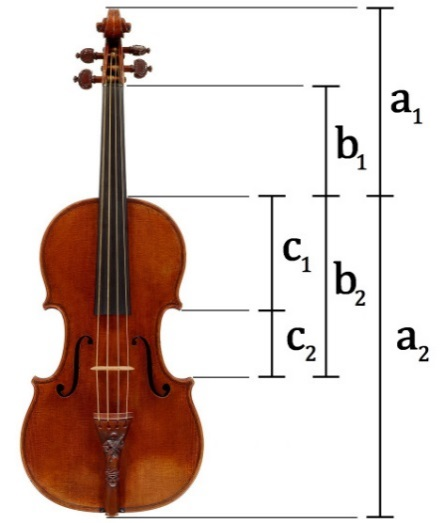 a₁
b₁
c₁
b₂
c₂
a₂